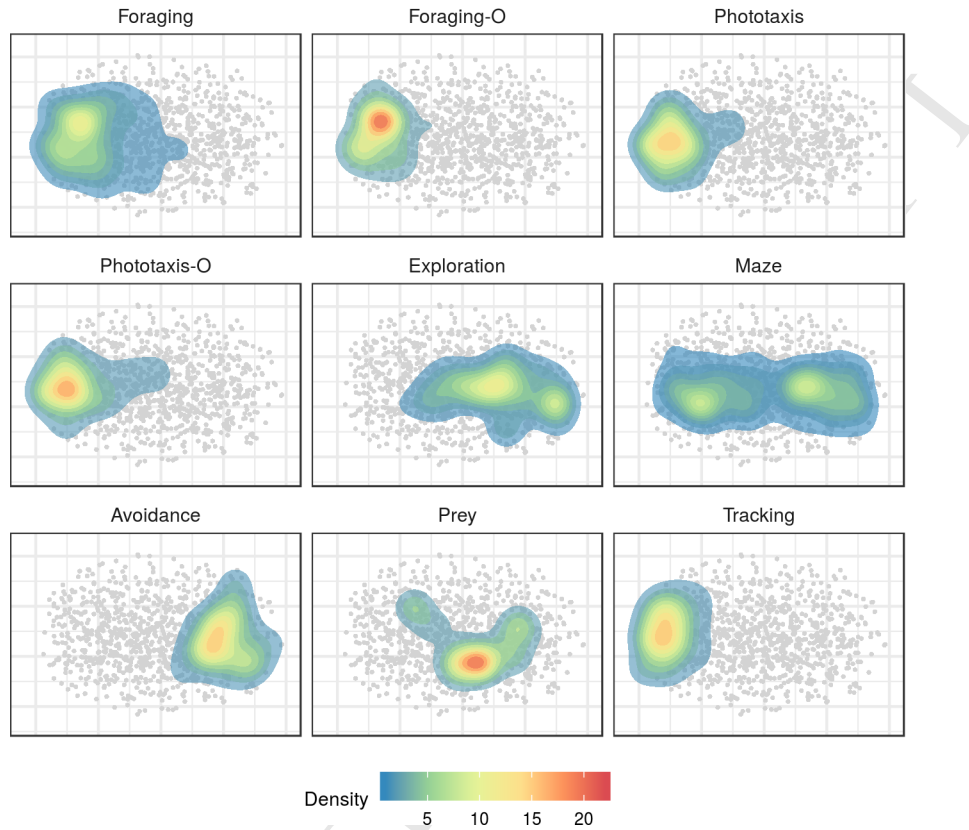 Foraging Foraging-O Phototaxis
Phototaxis-O Exploration Maze
Avoidance Prey Tracking
Density
5 10 15 20